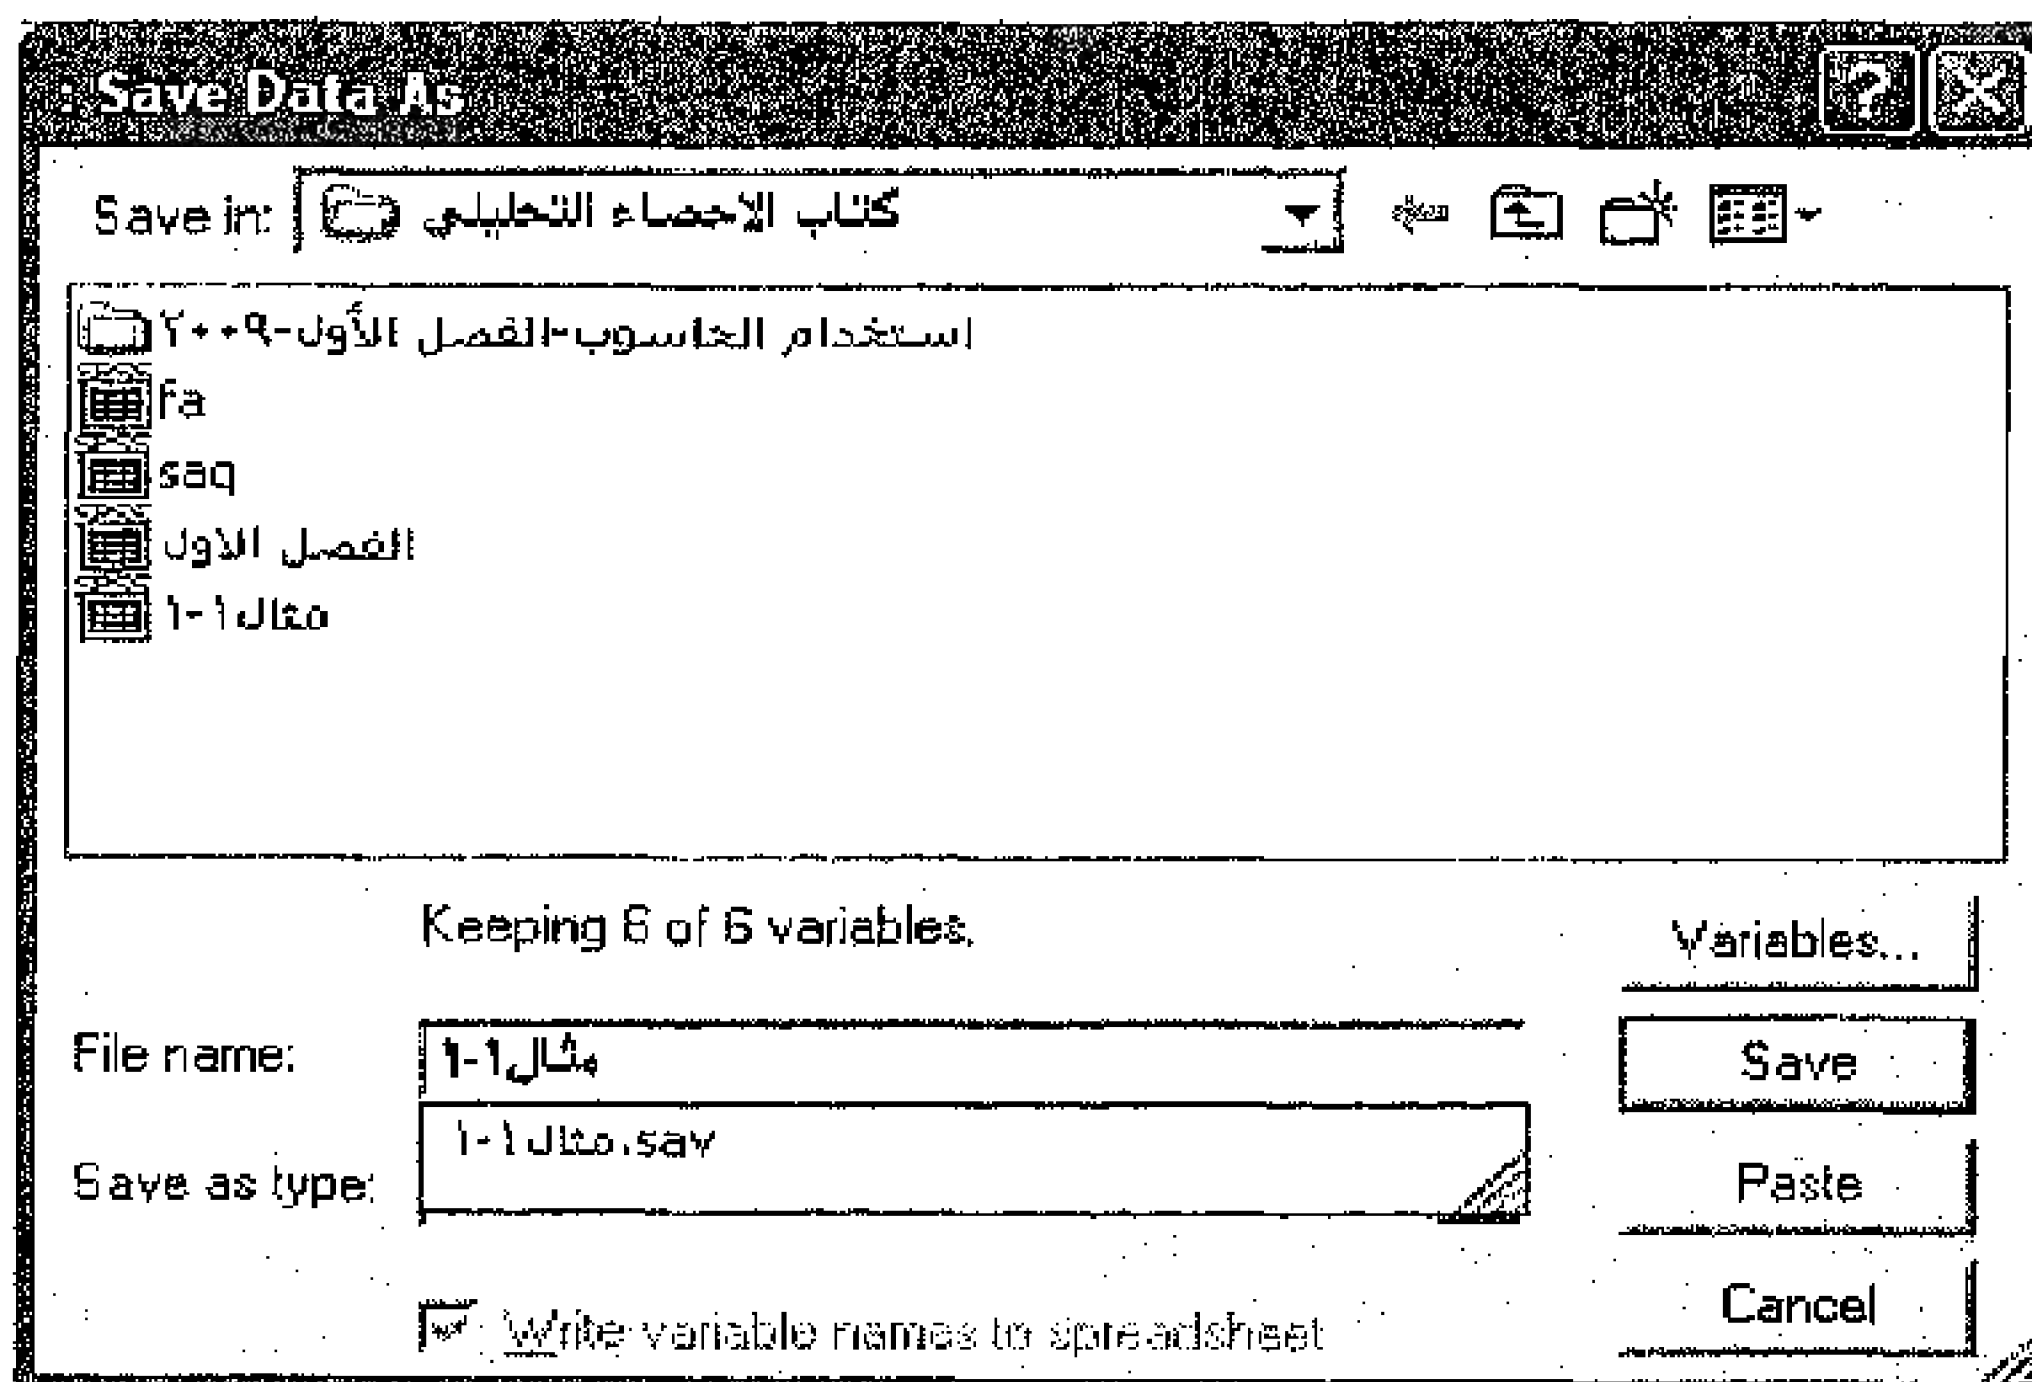 Save Data As
Save in: كتاب الاحصاء التحليلي
استخدام الحاسوب-الفصل الأول-٢٠٠٩
fa
saq
الفصل الاول
مثال١-١
Keeping 6 of 6 variables.
Variables...
File name: مثال١-١
Save
مثال١-١.sav
Save as type:
Paste
Cancel
Write variable names to spreadsheet